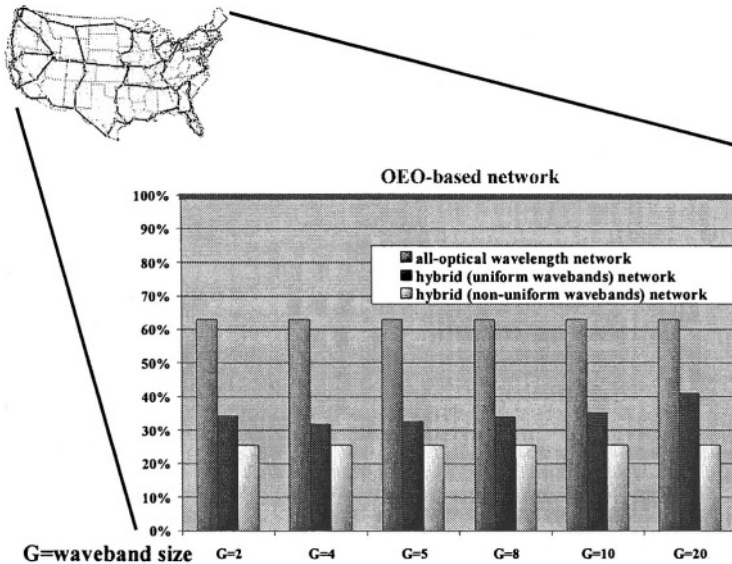 OEO-based network
100%
90%
80%
70%
60%
50%
40%
30%
20%
10%
0%
all-optical wavelength network
hybrid (uniform wavebands) network
hybrid (non-uniform wavebands) network
G=waveband size
G=2 G=4 G=5 G=8 G=10 G=20